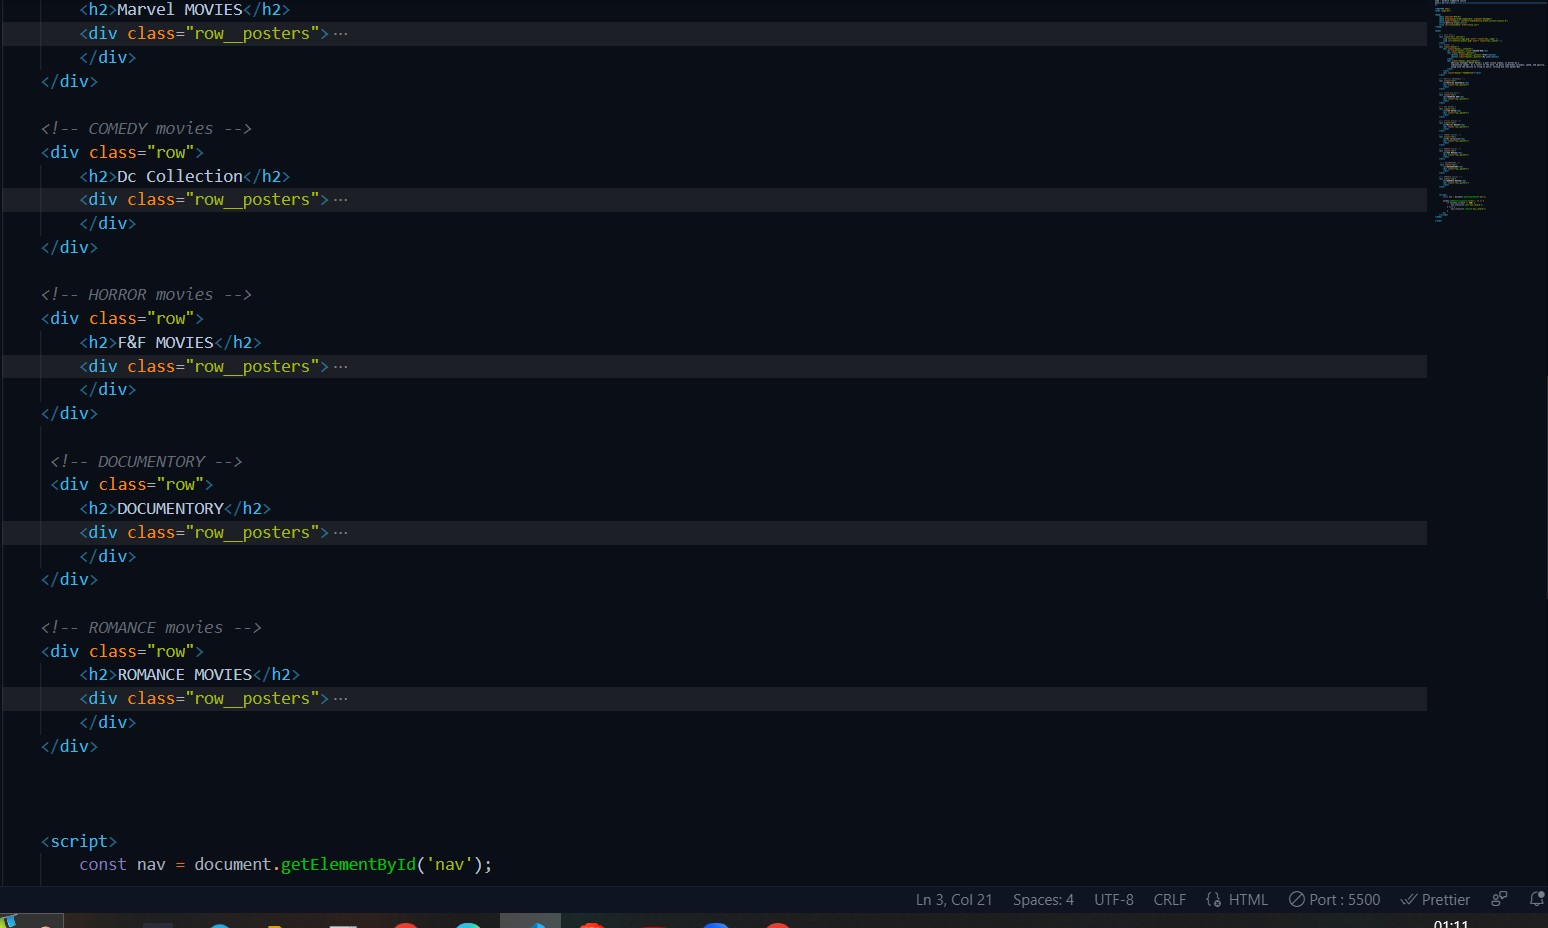 <h2>Marvel MOVIES</h2>
<div class="row__posters">···
</div>
</div>
<!-- COMEDY movies -->
<div class="row">
<h2>Dc Collection</h2>
<div class="row__posters">···
</div>
</div>
<!-- HORROR movies -->
<div class="row">
<h2>F&F MOVIES</h2>
<div class="row__posters">···
</div>
</div>
<!-- DOCUMENTORY -->
<div class="row">
<h2>DOCUMENTORY</h2>
<div class="row__posters">···
</div>
</div>
<!-- ROMANCE movies -->
<div class="row">
<h2>ROMANCE MOVIES</h2>
<div class="row__posters">···
</div>
</div>
<script>
const nav = document.getElementById('nav');
Ln 3, Col 21 Spaces: 4 UTF-8 CRLF {} HTML Port : 5500 Prettier
01:11